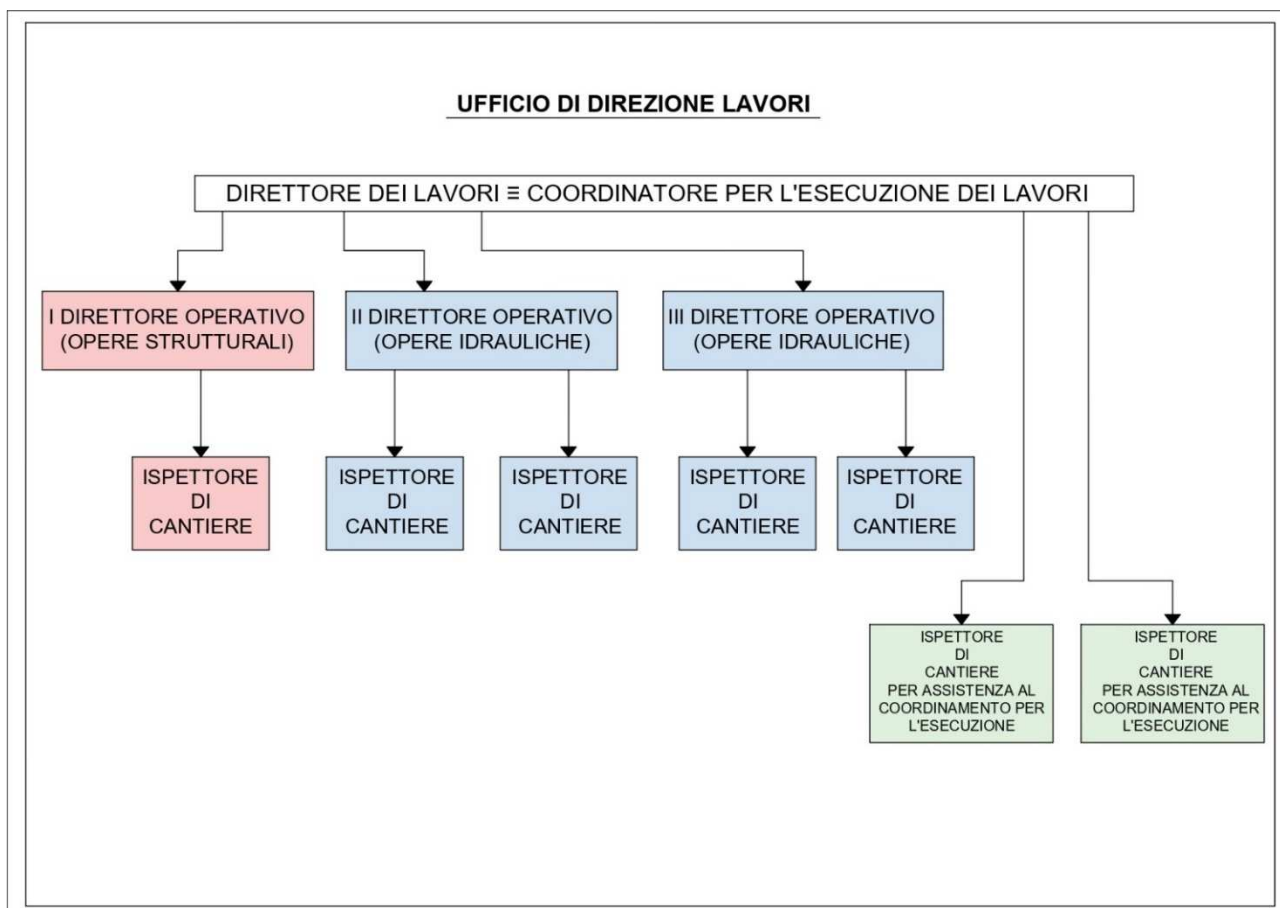 UFFICIO DI DIREZIONE LAVORI
DIRETTORE DEI LAVORI ≡ COORDINATORE PER L'ESECUZIONE DEI LAVORI
I DIRETTORE OPERATIVO
(OPERE STRUTTURALI)
II DIRETTORE OPERATIVO
(OPERE IDRAULICHE)
III DIRETTORE OPERATIVO
(OPERE IDRAULICHE)
ISPETTORE
DI
CANTIERE
ISPETTORE
DI
CANTIERE
ISPETTORE
DI
CANTIERE
ISPETTORE
DI
CANTIERE
ISPETTORE
DI
CANTIERE
ISPETTORE
DI
CANTIERE
PER ASSISTENZA AL
COORDINAMENTO PER
L'ESECUZIONE
ISPETTORE
DI
CANTIERE
PER ASSISTENZA AL
COORDINAMENTO PER
L'ESECUZIONE